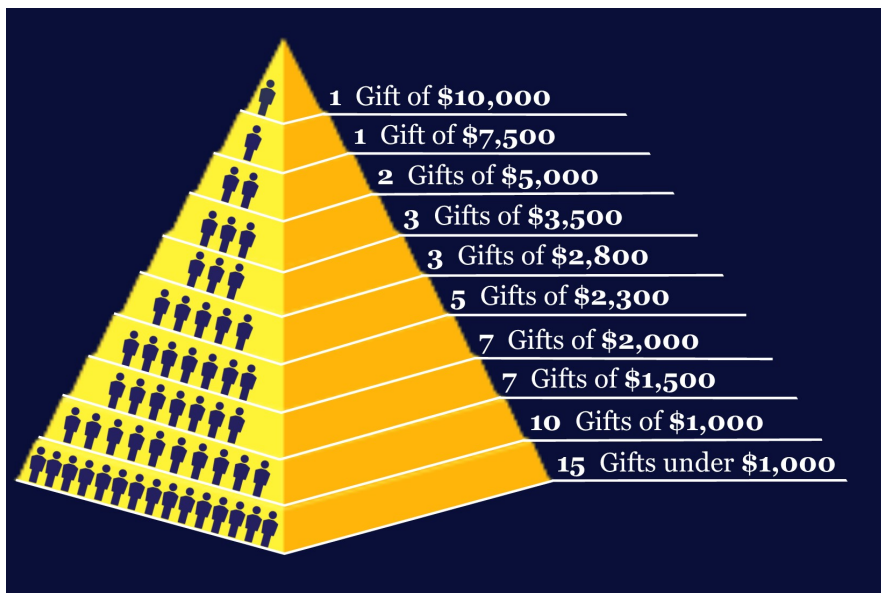 1 Gift of $10,000
1 Gift of $7,500
2 Gifts of $5,000
3 Gifts of $3,500
3 Gifts of $2,800
5 Gifts of $2,300
7 Gifts of $2,000
7 Gifts of $1,500
10 Gifts of $1,000
15 Gifts under $1,000